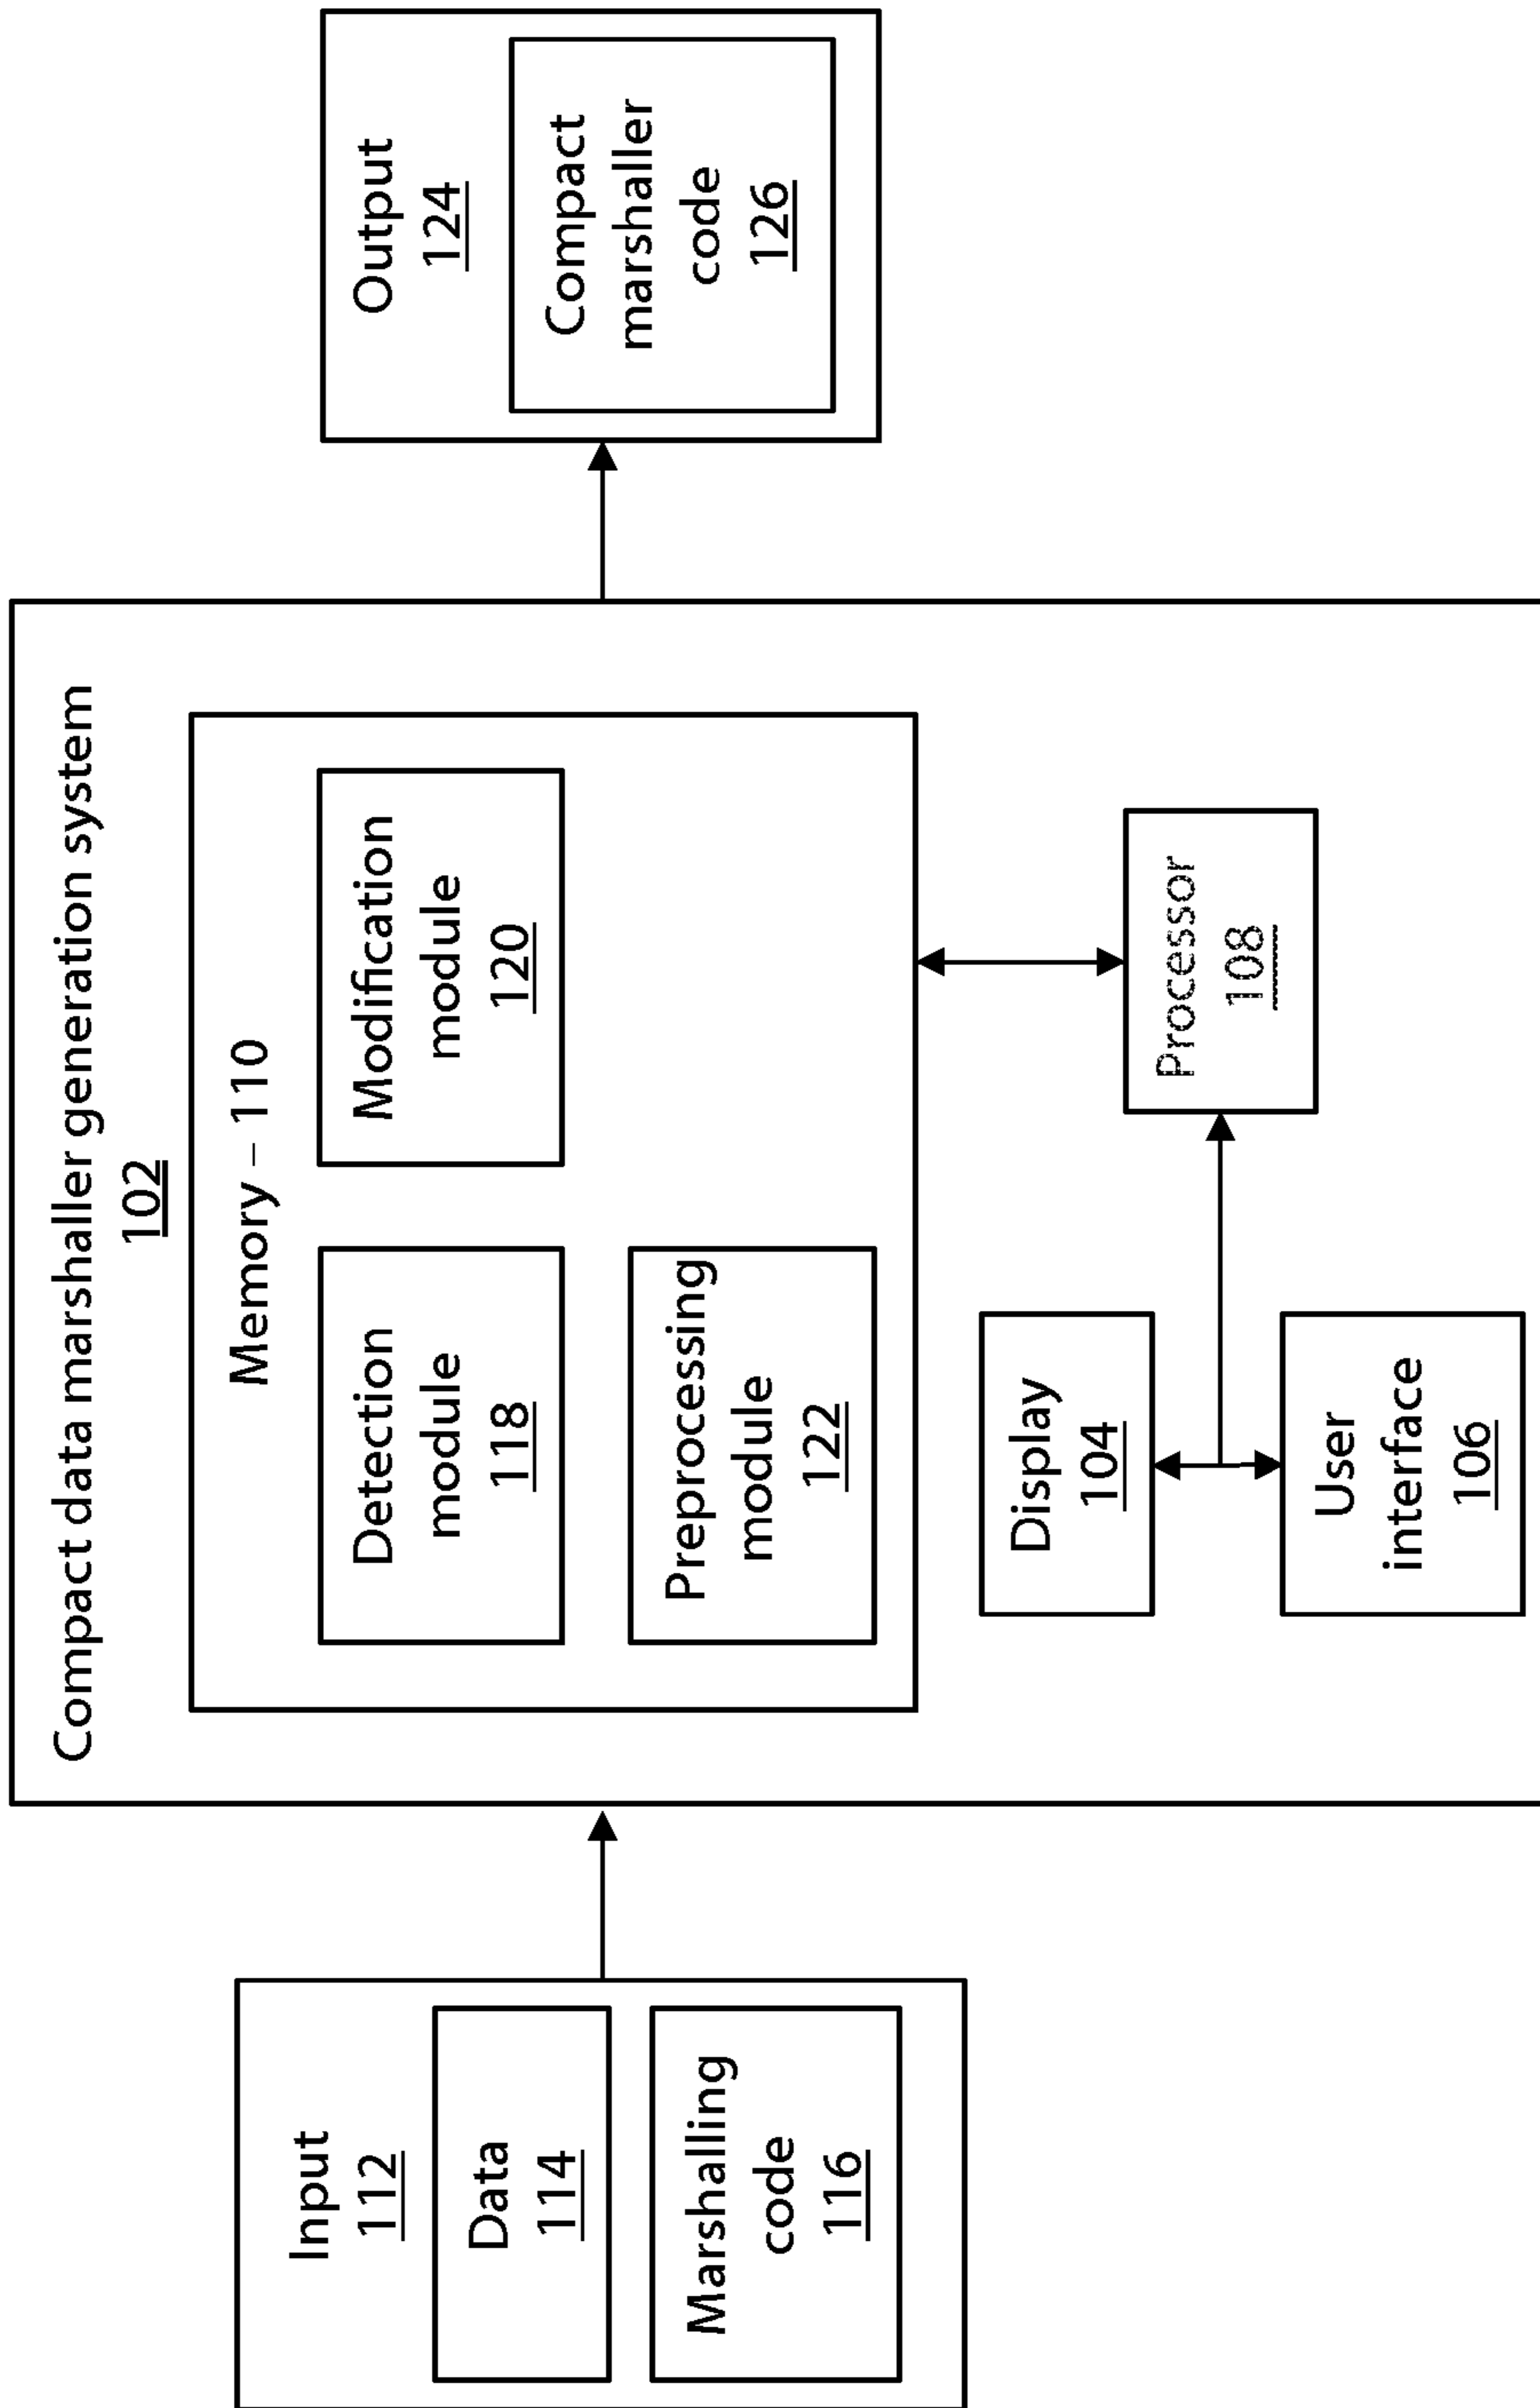 Input
112
Data
114
Marshalling
code
116
Compact data marshaller generation system
102
Memory – 110
Detection
module
118
Modification
module
120
Preprocessing
module
122
Display
104
User
interface
106
Processor
108
Output
124
Compact
marshaller
code
126